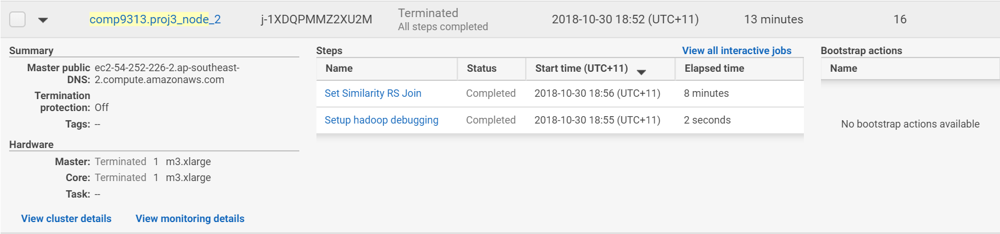 comp9313.proj3_node_2 j-1XDQPMMZ2XU2M Terminated 2018-10-30 18:52 (UTC+11) 13 minutes 16
All steps completed
Summary
Master public DNS: ec2-54-252-226-2.ap-southeast-
2.compute.amazonaws.com
Termination
protection: Off
Tags: --
Hardware
Master: Terminated 1 m3.xlarge
Core: Terminated 1 m3.xlarge
Task: --
View cluster details View monitoring details
Steps View all interactive jobs
Name Status Start time (UTC+11) Elapsed time
Set Similarity RS Join Completed 2018-10-30 18:56 (UTC+11) 8 minutes
Setup hadoop debugging Completed 2018-10-30 18:55 (UTC+11) 2 seconds
Bootstrap actions
Name
No bootstrap actions available